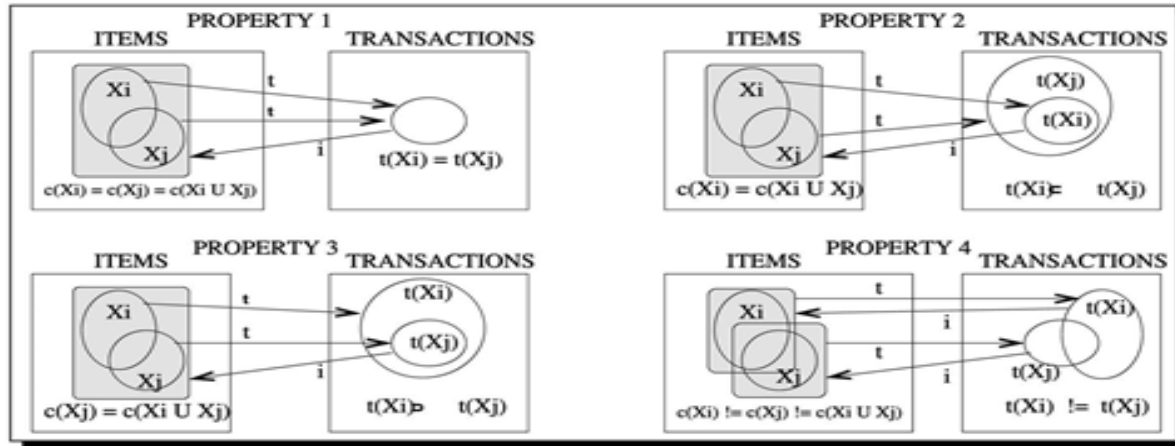 PROPERTY 1
ITEMS TRANSACTIONS
Xi
t
t
Xj
i
t(Xi) = t(Xj)
c(Xi) = c(Xj) = c(Xi U Xj)
PROPERTY 2
ITEMS TRANSACTIONS
Xi
t
t(Xj)
t
t(Xi)
Xj
i
c(Xi) = c(Xi U Xj)
t(Xi)⊂ t(Xj)
PROPERTY 3
ITEMS TRANSACTIONS
Xi
t
t(Xi)
t
t(Xj)
Xj
i
c(Xj) = c(Xi U Xj)
t(Xi)⊃ t(Xj)
PROPERTY 4
ITEMS TRANSACTIONS
t
Xi
t(Xi)
i
t
Xj
i
t(Xj)
c(Xi) != c(Xj) != c(Xi U Xj)
t(Xi) != t(Xj)